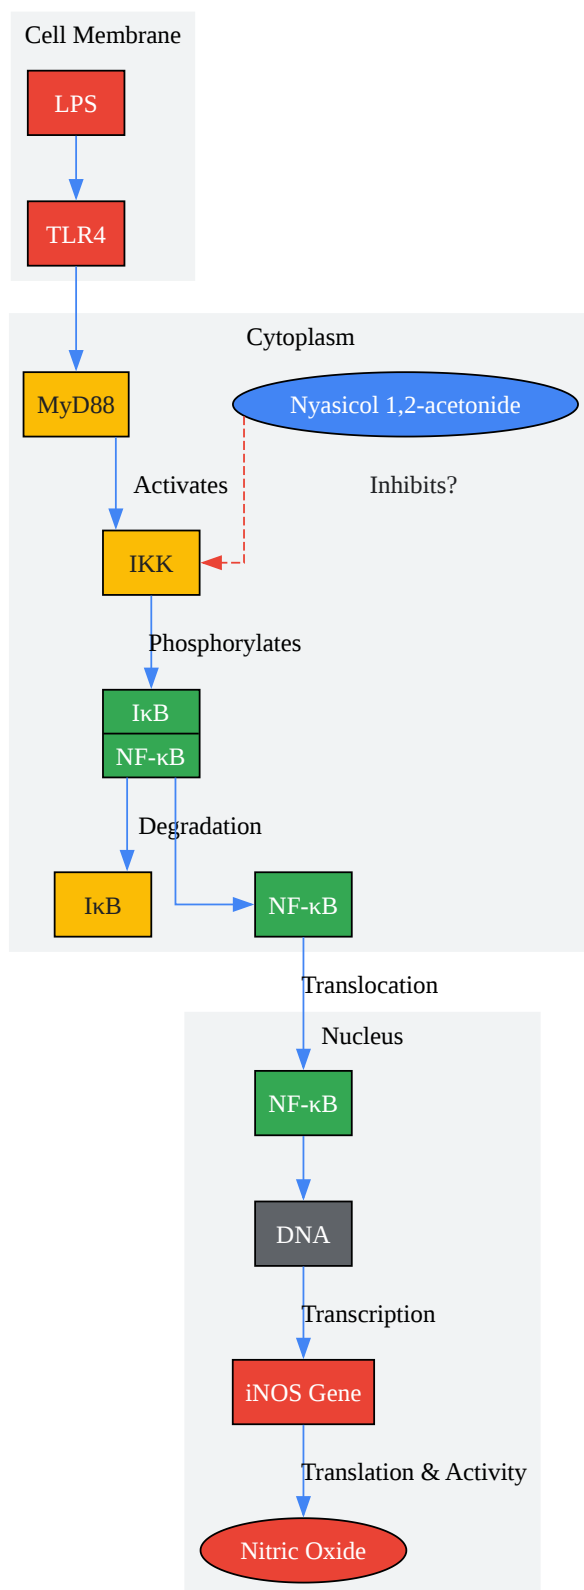 Cell Membrane
LPS
TLR4
Cytoplasm
MyD88
Nyasicol 1,2-acetonide
Activates
Inhibits?
IKK
Phosphorylates
IκB
NF-κB
Degradation
IκB
NF-κB
Translocation
Nucleus
NF-κB
DNA
Transcription
iNOS Gene
Translation & Activity
Nitric Oxide